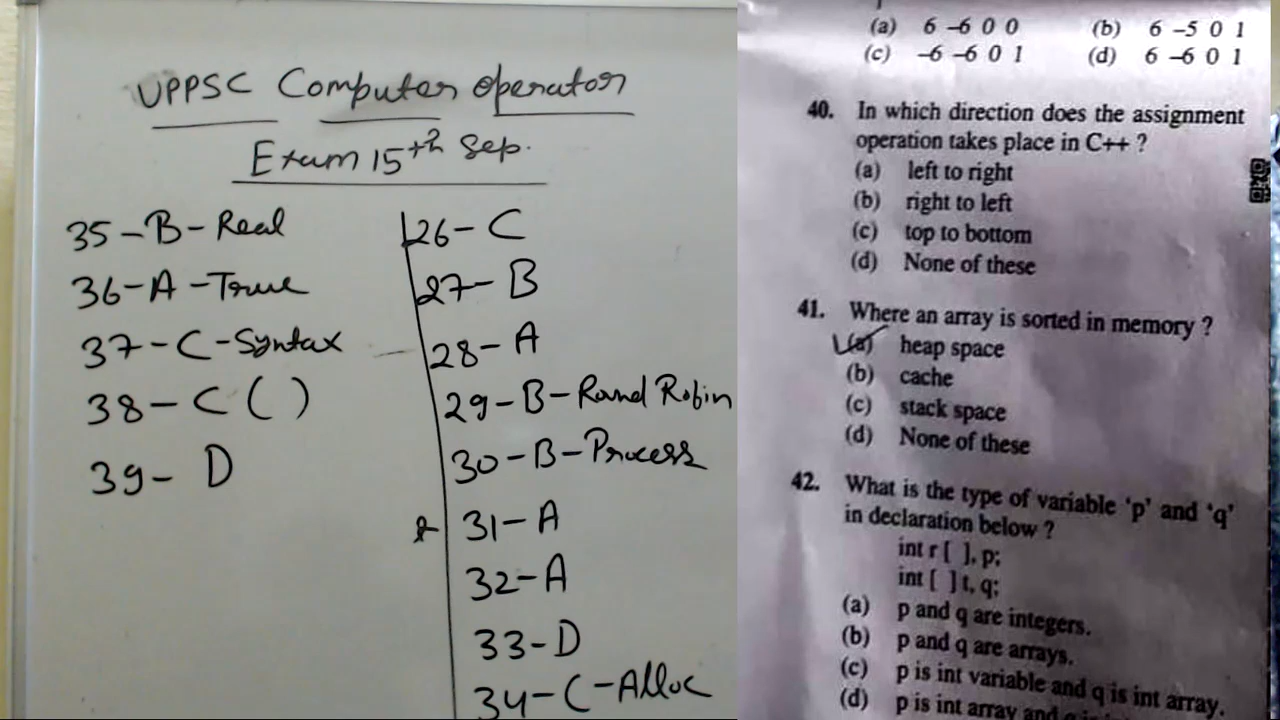 UPPSC Computer Operator
Exam 15th Sep.
35-B-Real
36-A-True
37-C-Syntax
38-C ( )
39-D
26-C
27-B
28-A
29-B-Round Robin
30-B-Process
31-A
32-A
33-D
34-C-Alloc
(a) 6 -6 0 0 (b) 6 -5 0 1
(c) -6 -6 0 1 (d) 6 -6 0 1
40. In which direction does the assignment
operation takes place in C++ ?
(a) left to right
(b) right to left
(c) top to bottom
(d) None of these
41. Where an array is sorted in memory ?
(a) heap space
(b) cache
(c) stack space
(d) None of these
42. What is the type of variable 'p' and 'q'
in declaration below ?
int r [ ], p;
int [ ] t, q;
(a) p and q are integers.
(b) p and q are arrays.
(c) p is int variable and q is int array.
(d) p is int array and q